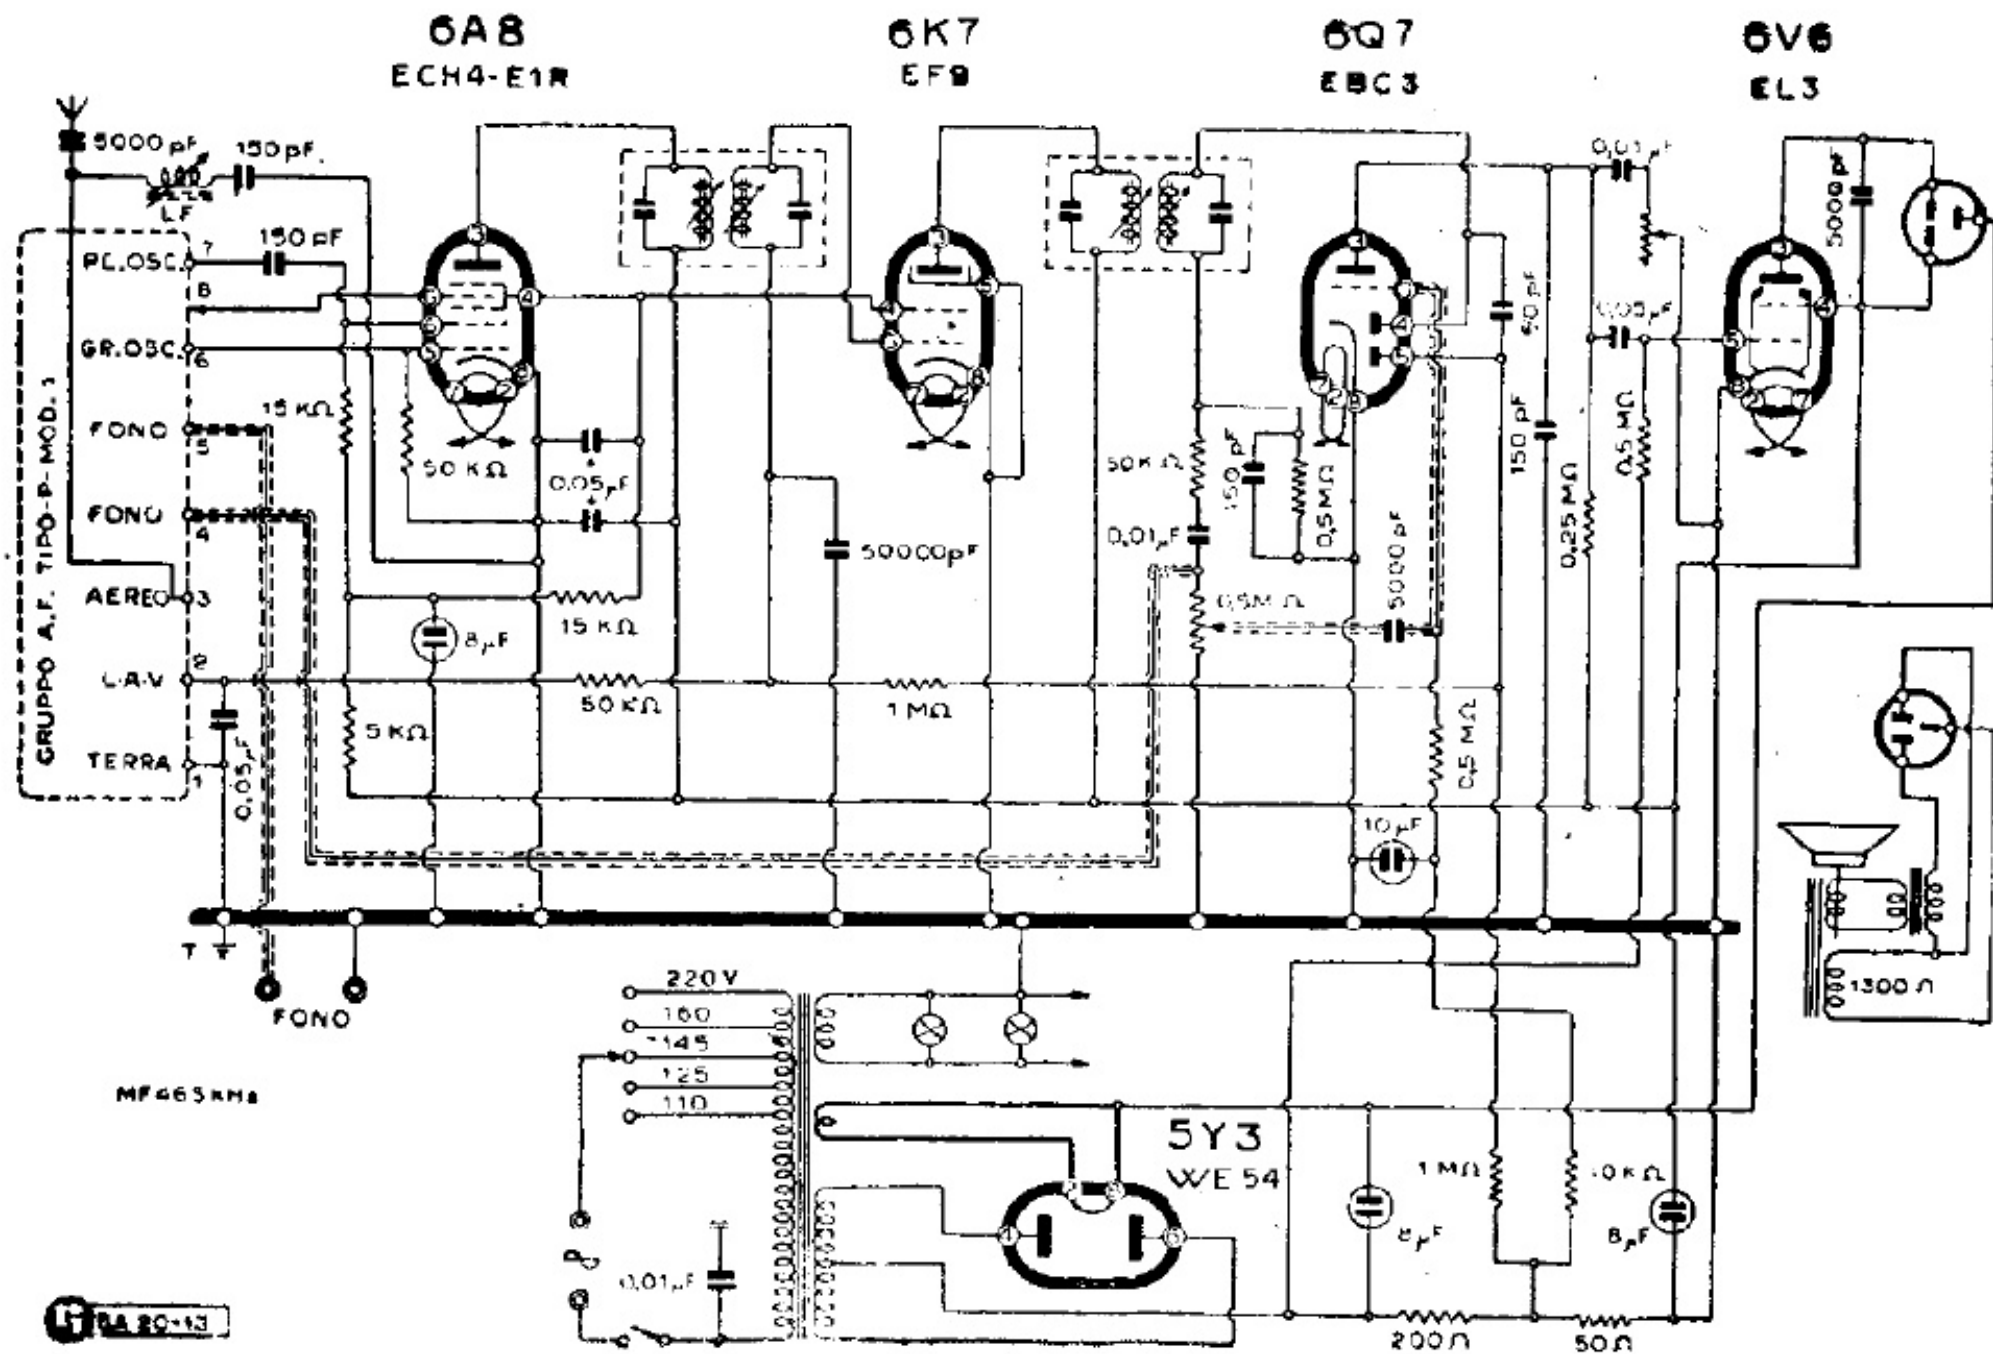 6A8
ECH4-E1R
6K7
EF9
6Q7
EBC3
6V6
EL3
5000 pF
150 pF
LF
150 pF
0,01 µF
5000 pF
PL.OSC.
7
8
GR.OSC.
6
FONO
5
FONO
4
AEREO
3
C.A.V
2
TERRA
1
GRUPPO A.F. TIPO-P-MOD. 1
15 KΩ
50 KΩ
0,05 µF
15 KΩ
8 µF
5 KΩ
0,05 µF
50 KΩ
50000 pF
1 MΩ
50 KΩ
150 pF
0,5 MΩ
0,01 µF
0,5 MΩ
5000 pF
50 pF
150 pF
0,25 MΩ
0,05 µF
0,5 MΩ
0,5 MΩ
10 µF
T
FONO
MF 465 KHz
220 V
160
145
125
110
0,01 µF
5Y3
WE 54
1 MΩ
8 µF
8 µF
200 Ω
50 Ω
1300 Ω